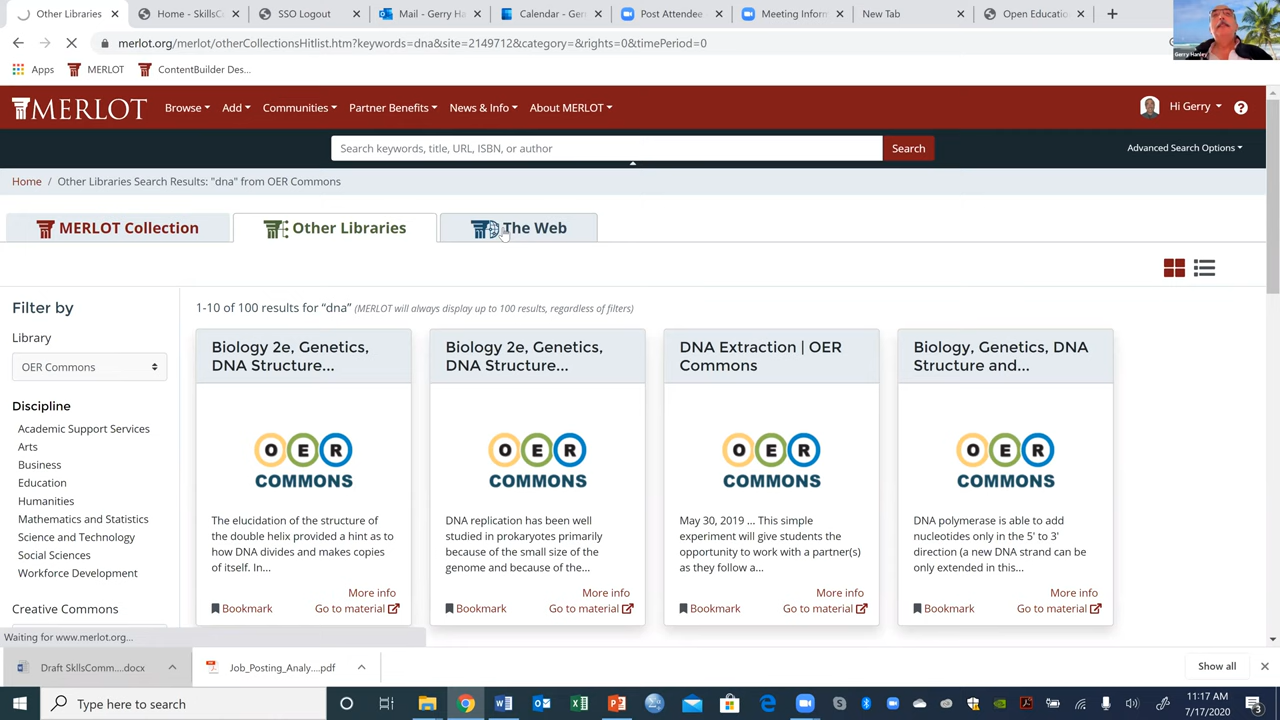 Other Libraries
Home - SkillsC
SSO Logout
Mail - Gerry Ha
Calendar - Ger
Post Attendee
Meeting Inforn
New Tab
Open Educatio
merlot.org/merlot/otherCollectionsHitlist.htm?keywords=dna&site=2149712&category=&rights=0&timePeriod=0
Gerry Hanley
Apps
MERLOT
ContentBuilder Des...
MERLOT
Browse
Add
Communities
Partner Benefits
News & Info
About MERLOT
Hi Gerry
?
Search keywords, title, URL, ISBN, or author
Search
Advanced Search Options
Home / Other Libraries Search Results: "dna" from OER Commons
MERLOT Collection
Other Libraries
The Web
Filter by
1-10 of 100 results for “dna” (MERLOT will always display up to 100 results, regardless of filters)
Library
OER Commons
Discipline
Academic Support Services
Arts
Business
Education
Humanities
Mathematics and Statistics
Science and Technology
Social Sciences
Workforce Development
Creative Commons
Biology 2e, Genetics,
DNA Structure...
OER
COMMONS
The elucidation of the structure of
the double helix provided a hint as to
how DNA divides and makes copies
of itself. In...
More info
Bookmark
Go to material
Biology 2e, Genetics,
DNA Structure...
OER
COMMONS
DNA replication has been well
studied in prokaryotes primarily
because of the small size of the
genome and because of the...
More info
Bookmark
Go to material
DNA Extraction | OER
Commons
OER
COMMONS
May 30, 2019 ... This simple
experiment will give students the
opportunity to work with a partner(s)
as they follow a...
More info
Bookmark
Go to material
Biology, Genetics, DNA
Structure and...
OER
COMMONS
DNA polymerase is able to add
nucleotides only in the 5' to 3'
direction (a new DNA strand can be
only extended in this...
More info
Bookmark
Go to material
Waiting for www.merlot.org...
Draft SkllsComm....docx
Job_Posting_Analy....pdf
Show all
Type here to search
11:17 AM
7/17/2020
3